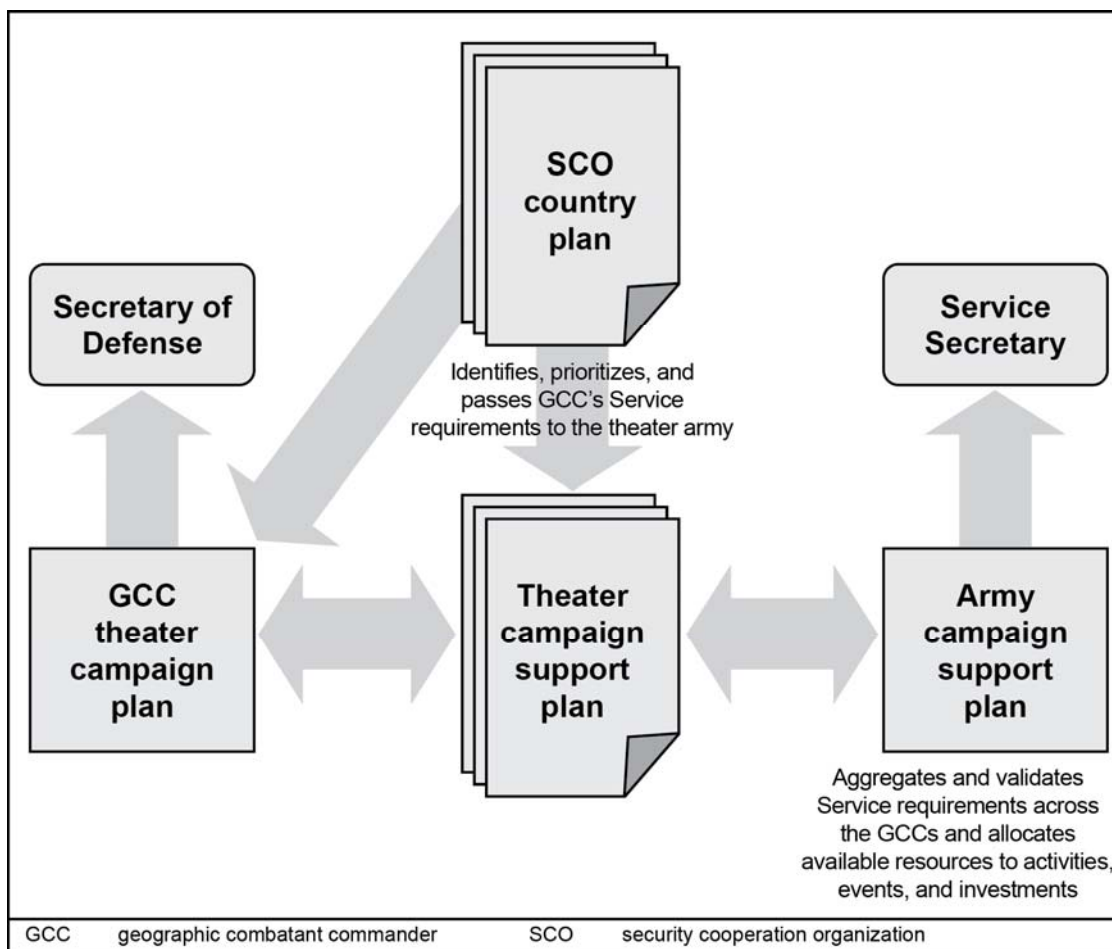 SCO
country
plan
Secretary of
Defense
Service
Secretary
Identifies, prioritizes, and
passes GCC's Service
requirements to the theater army
GCC
theater
campaign
plan
Theater
campaign
support
plan
Army
campaign
support
plan
Aggregates and validates
Service requirements across
the GCCs and allocates
available resources to activities,
events, and investments
GCC geographic combatant commander SCO security cooperation organization